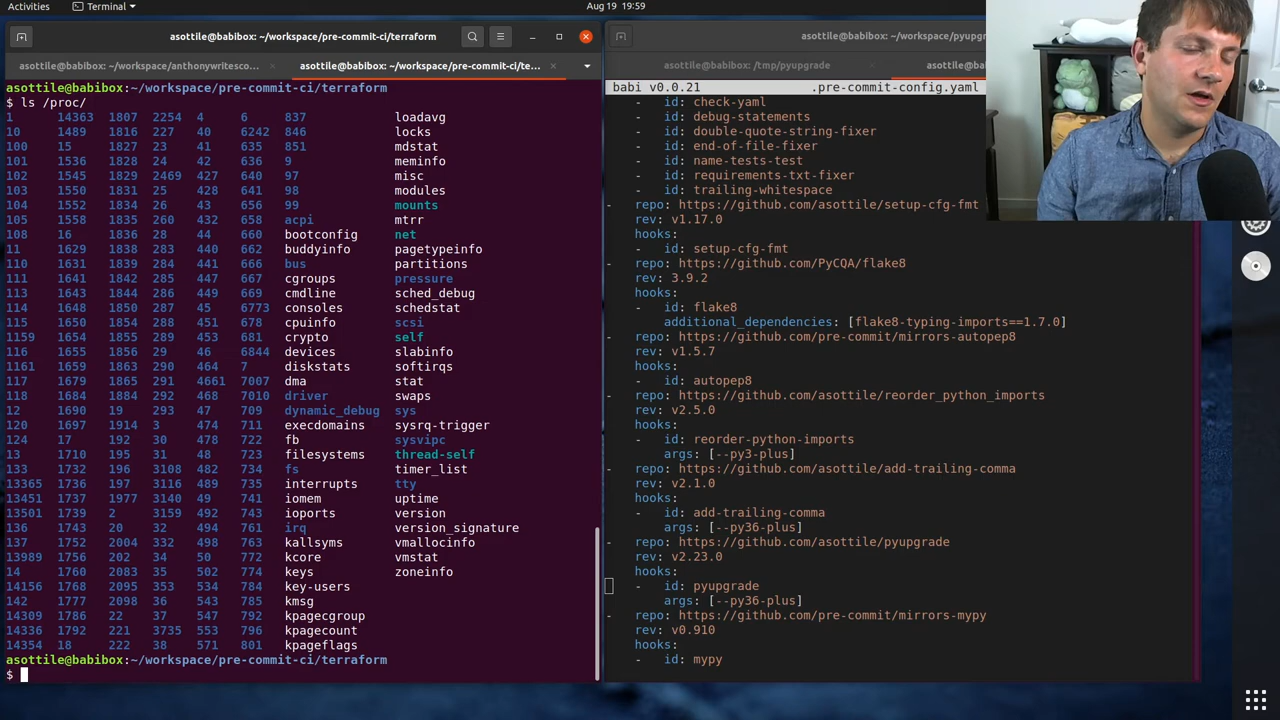 Activities
Terminal
Aug 19 19:59
asottile@babibox: ~/workspace/pre-commit-ci/terraform
asottile@babibox: ~/workspace/pyupg
asottile@babibox: ~/workspace/anthonywritesco...
asottile@babibox: ~/workspace/pre-commit-ci/te...
asottile@babibox: /tmp/pyupgrade
asottile@bab
asottile@babibox:~/workspace/pre-commit-ci/terraform
$ ls /proc/
1 14363 1807 2254 4 6 837 loadavg
10 1489 1816 227 40 6242 846 locks
100 15 1827 23 41 635 851 mdstat
101 1536 1828 24 42 636 9 meminfo
102 1545 1829 2469 427 640 97 misc
103 1550 1831 25 428 641 98 modules
104 1552 1834 26 43 656 99 mounts
105 1558 1835 260 432 658 acpi mtrr
108 16 1836 28 44 660 bootconfig net
11 1629 1838 283 440 662 buddyinfo pagetypeinfo
110 1631 1839 284 441 666 bus partitions
111 1641 1842 285 447 667 cgroups pressure
113 1643 1844 286 449 669 cmdline sched_debug
114 1648 1850 287 45 6773 consoles schedstat
115 1650 1854 288 451 678 cpuinfo scsi
1159 1654 1855 289 453 681 crypto self
116 1655 1856 29 46 6844 devices slabinfo
1161 1659 1863 290 464 7 diskstats softirqs
117 1679 1865 291 4661 7007 dma stat
118 1684 1884 292 468 7010 driver swaps
12 1690 19 293 47 709 dynamic_debug sys
120 1697 1914 3 474 711 execdomains sysrq-trigger
124 17 192 30 478 722 fb sysvipc
13 1710 195 31 48 723 filesystems thread-self
133 1732 196 3108 482 734 fs timer_list
13365 1736 197 3116 489 735 interrupts tty
13451 1737 1977 3140 49 741 iomem uptime
13501 1739 2 3159 492 743 ioports version
136 1743 20 32 494 761 irq version_signature
137 1752 2004 332 498 763 kallsyms vmallocinfo
13989 1756 202 34 50 772 kcore vmstat
14 1760 2083 35 502 774 keys zoneinfo
14156 1768 2095 353 534 784 key-users
142 1777 2098 36 543 785 kmsg
14309 1786 22 37 547 792 kpagecgroup
14336 1792 221 3735 553 796 kpagecount
14354 18 222 38 571 801 kpageflags
asottile@babibox:~/workspace/pre-commit-ci/terraform
$
babi v0.0.21 .pre-commit-config.yaml
- id: check-yaml
- id: debug-statements
- id: double-quote-string-fixer
- id: end-of-file-fixer
- id: name-tests-test
- id: requirements-txt-fixer
- id: trailing-whitespace
- repo: https://github.com/asottile/setup-cfg-fmt
rev: v1.17.0
hooks:
- id: setup-cfg-fmt
- repo: https://github.com/PyCQA/flake8
rev: 3.9.2
hooks:
- id: flake8
additional_dependencies: [flake8-typing-imports==1.7.0]
- repo: https://github.com/pre-commit/mirrors-autopep8
rev: v1.5.7
hooks:
- id: autopep8
- repo: https://github.com/asottile/reorder_python_imports
rev: v2.5.0
hooks:
- id: reorder-python-imports
args: [--py3-plus]
- repo: https://github.com/asottile/add-trailing-comma
rev: v2.1.0
hooks:
- id: add-trailing-comma
args: [--py36-plus]
- repo: https://github.com/asottile/pyupgrade
rev: v2.23.0
hooks:
- id: pyupgrade
args: [--py36-plus]
- repo: https://github.com/pre-commit/mirrors-mypy
rev: v0.910
hooks:
- id: mypy